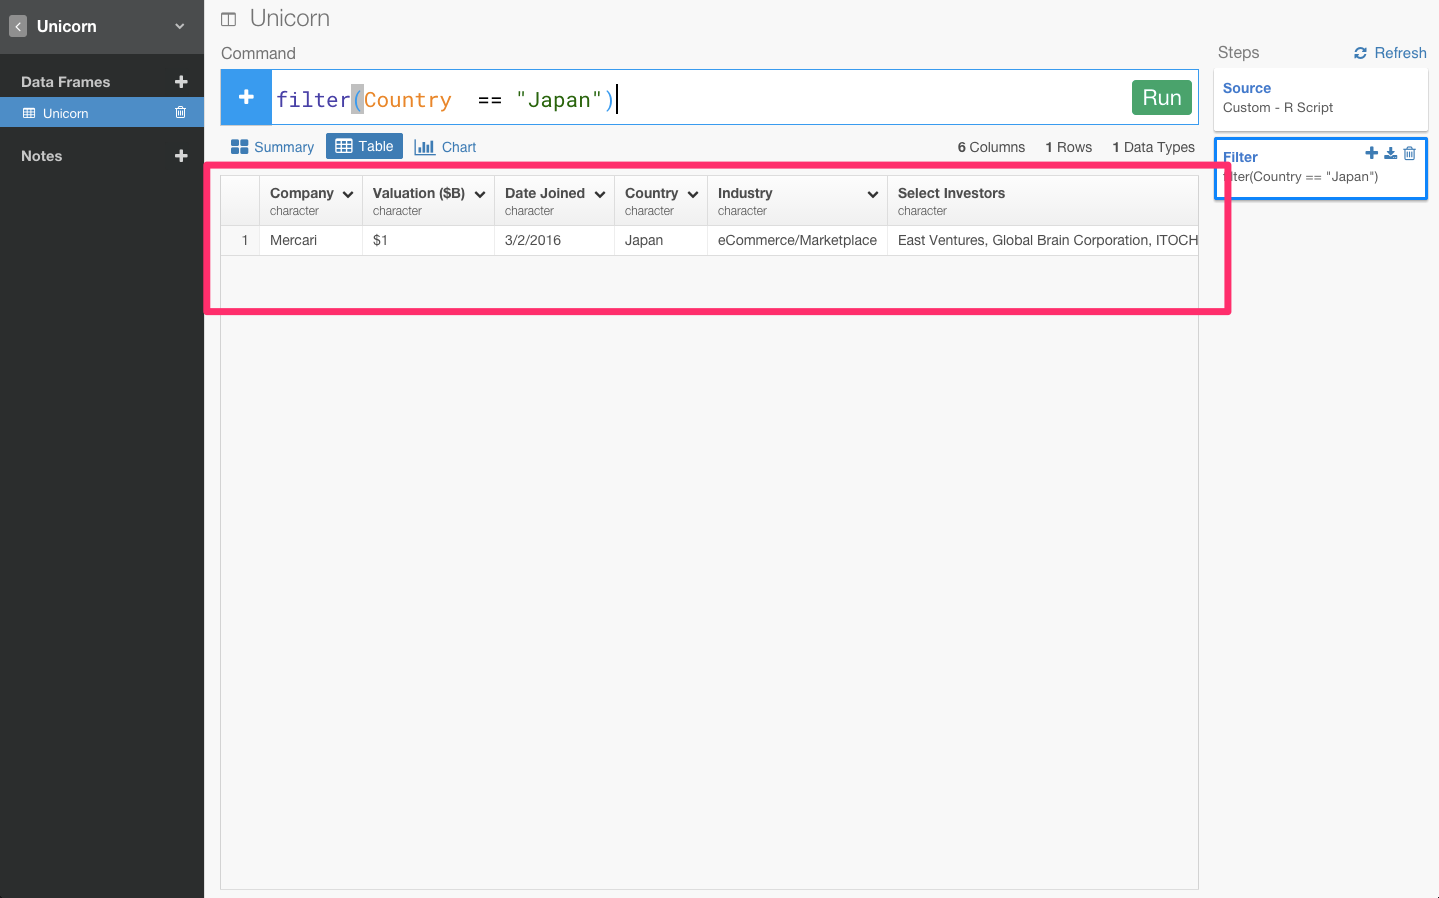 Unicorn
Data Frames
Unicorn
Notes
Unicorn
Command
filter(Country  == "Japan")
Run
Summary
Table
Chart
6 Columns 1 Rows 1 Data Types
Company Valuation ($B) Date Joined Country Industry Select Investors
character character character character character character
1 Mercari $1 3/2/2016 Japan eCommerce/Marketplace East Ventures, Global Brain Corporation, ITOCH
Steps
Refresh
Source
Custom - R Script
Filter
filter(Country == "Japan")